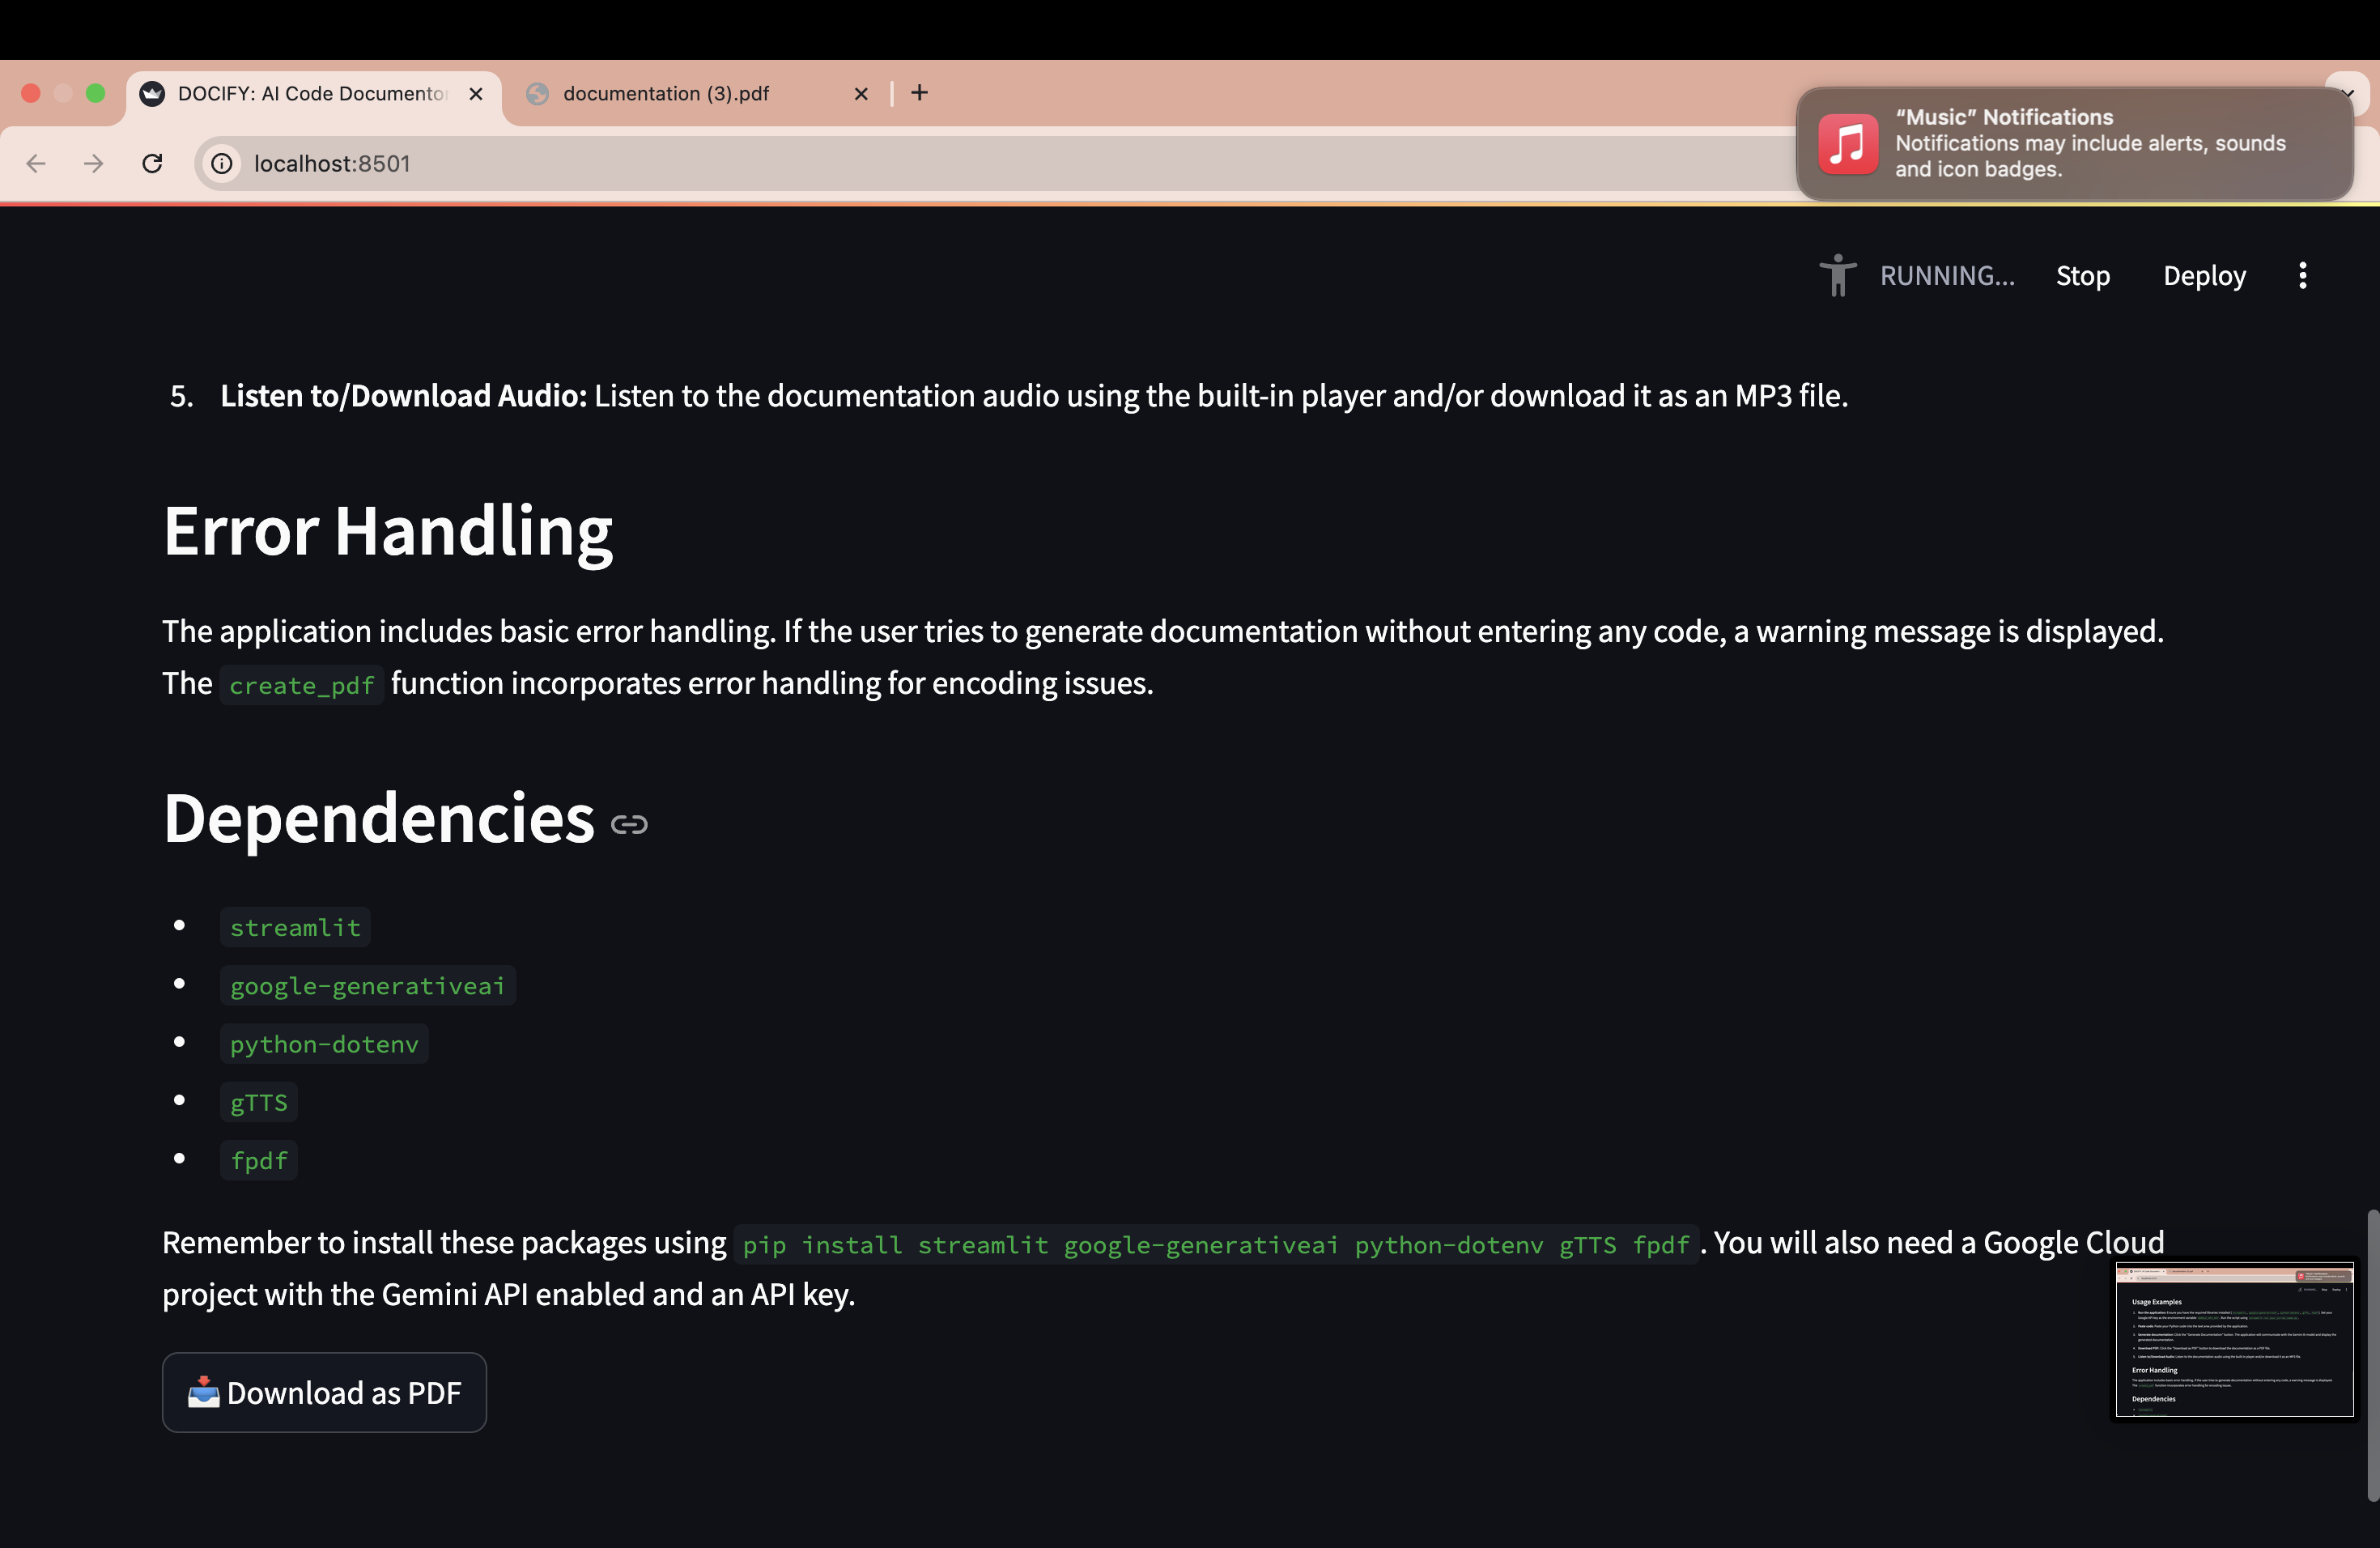 DOCIFY: AI Code Documento
documentation (3).pdf
localhost:8501
“Music” Notifications
Notifications may include alerts, sounds
and icon badges.
RUNNING...
Stop
Deploy
5. Listen to/Download Audio: Listen to the documentation audio using the built-in player and/or download it as an MP3 file.
Error Handling
The application includes basic error handling. If the user tries to generate documentation without entering any code, a warning message is displayed.
The create_pdf function incorporates error handling for encoding issues.
Dependencies
• streamlit
• google-generativeai
• python-dotenv
• gTTS
• fpdf
Remember to install these packages using pip install streamlit google-generativeai python-dotenv gTTS fpdf. You will also need a Google Cloud
project with the Gemini API enabled and an API key.
Download as PDF
Usage Examples
Error Handling
Dependencies